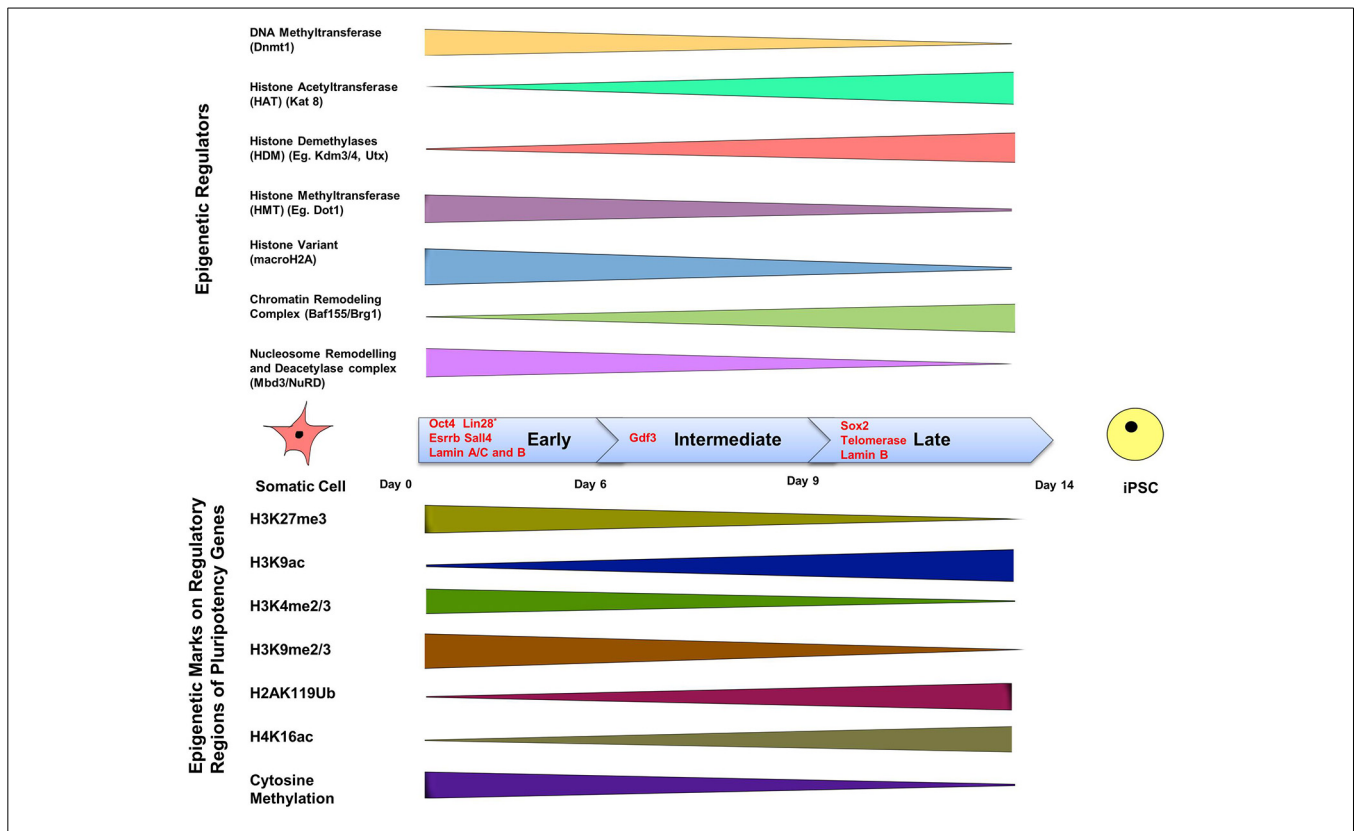 Epigenetic Regulators
DNA Methyltransferase
(Dnmt1)
Histone Acetyltransferase
(HAT) (Kat 8)
Histone Demethylases
(HDM) (Eg. Kdm3/4, Utx)
Histone Methyltransferase
(HMT) (Eg. Dot1)
Histone Variant
(macroH2A)
Chromatin Remodeling
Complex (Baf155/Brg1)
Nucleosome Remodelling
and Deacetylase complex
(Mbd3/NuRD)
Oct4 Lin28*
Esrrb Sall4
Lamin A/C and B
Early
Gdf3
Intermediate
Sox2
Telomerase
Lamin B
Late
Somatic Cell
Day 0
Day 6
Day 9
Day 14
iPSC
Epigenetic Marks on Regulatory
Regions of Pluripotency Genes
H3K27me3
H3K9ac
H3K4me2/3
H3K9me2/3
H2AK119Ub
H4K16ac
Cytosine
Methylation